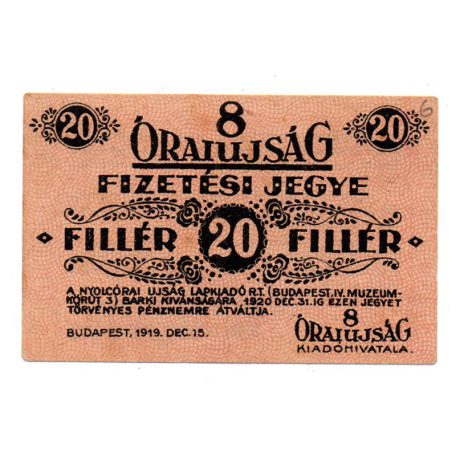 6
20 8 20
ÓRAIUJSÁG
FIZETÉSI JEGYE
FILLÉR 20 FILLÉR
A NYOLCÓRAI UJSÁG LAPKIADÓ R.T. (BUDAPEST, IV. MUZEUM-
KÖRUT 3) BÁRKI KIVÁNSÁGÁRA, 1920 DEC. 31.IG EZEN JEGYET
TÖRVÉNYES PÉNZNEMRE ÁTVÁLTJA.
BUDAPEST, 1919. DEC. 15.
8
ÓRAIUJSÁG
KIADÓHIVATALA.